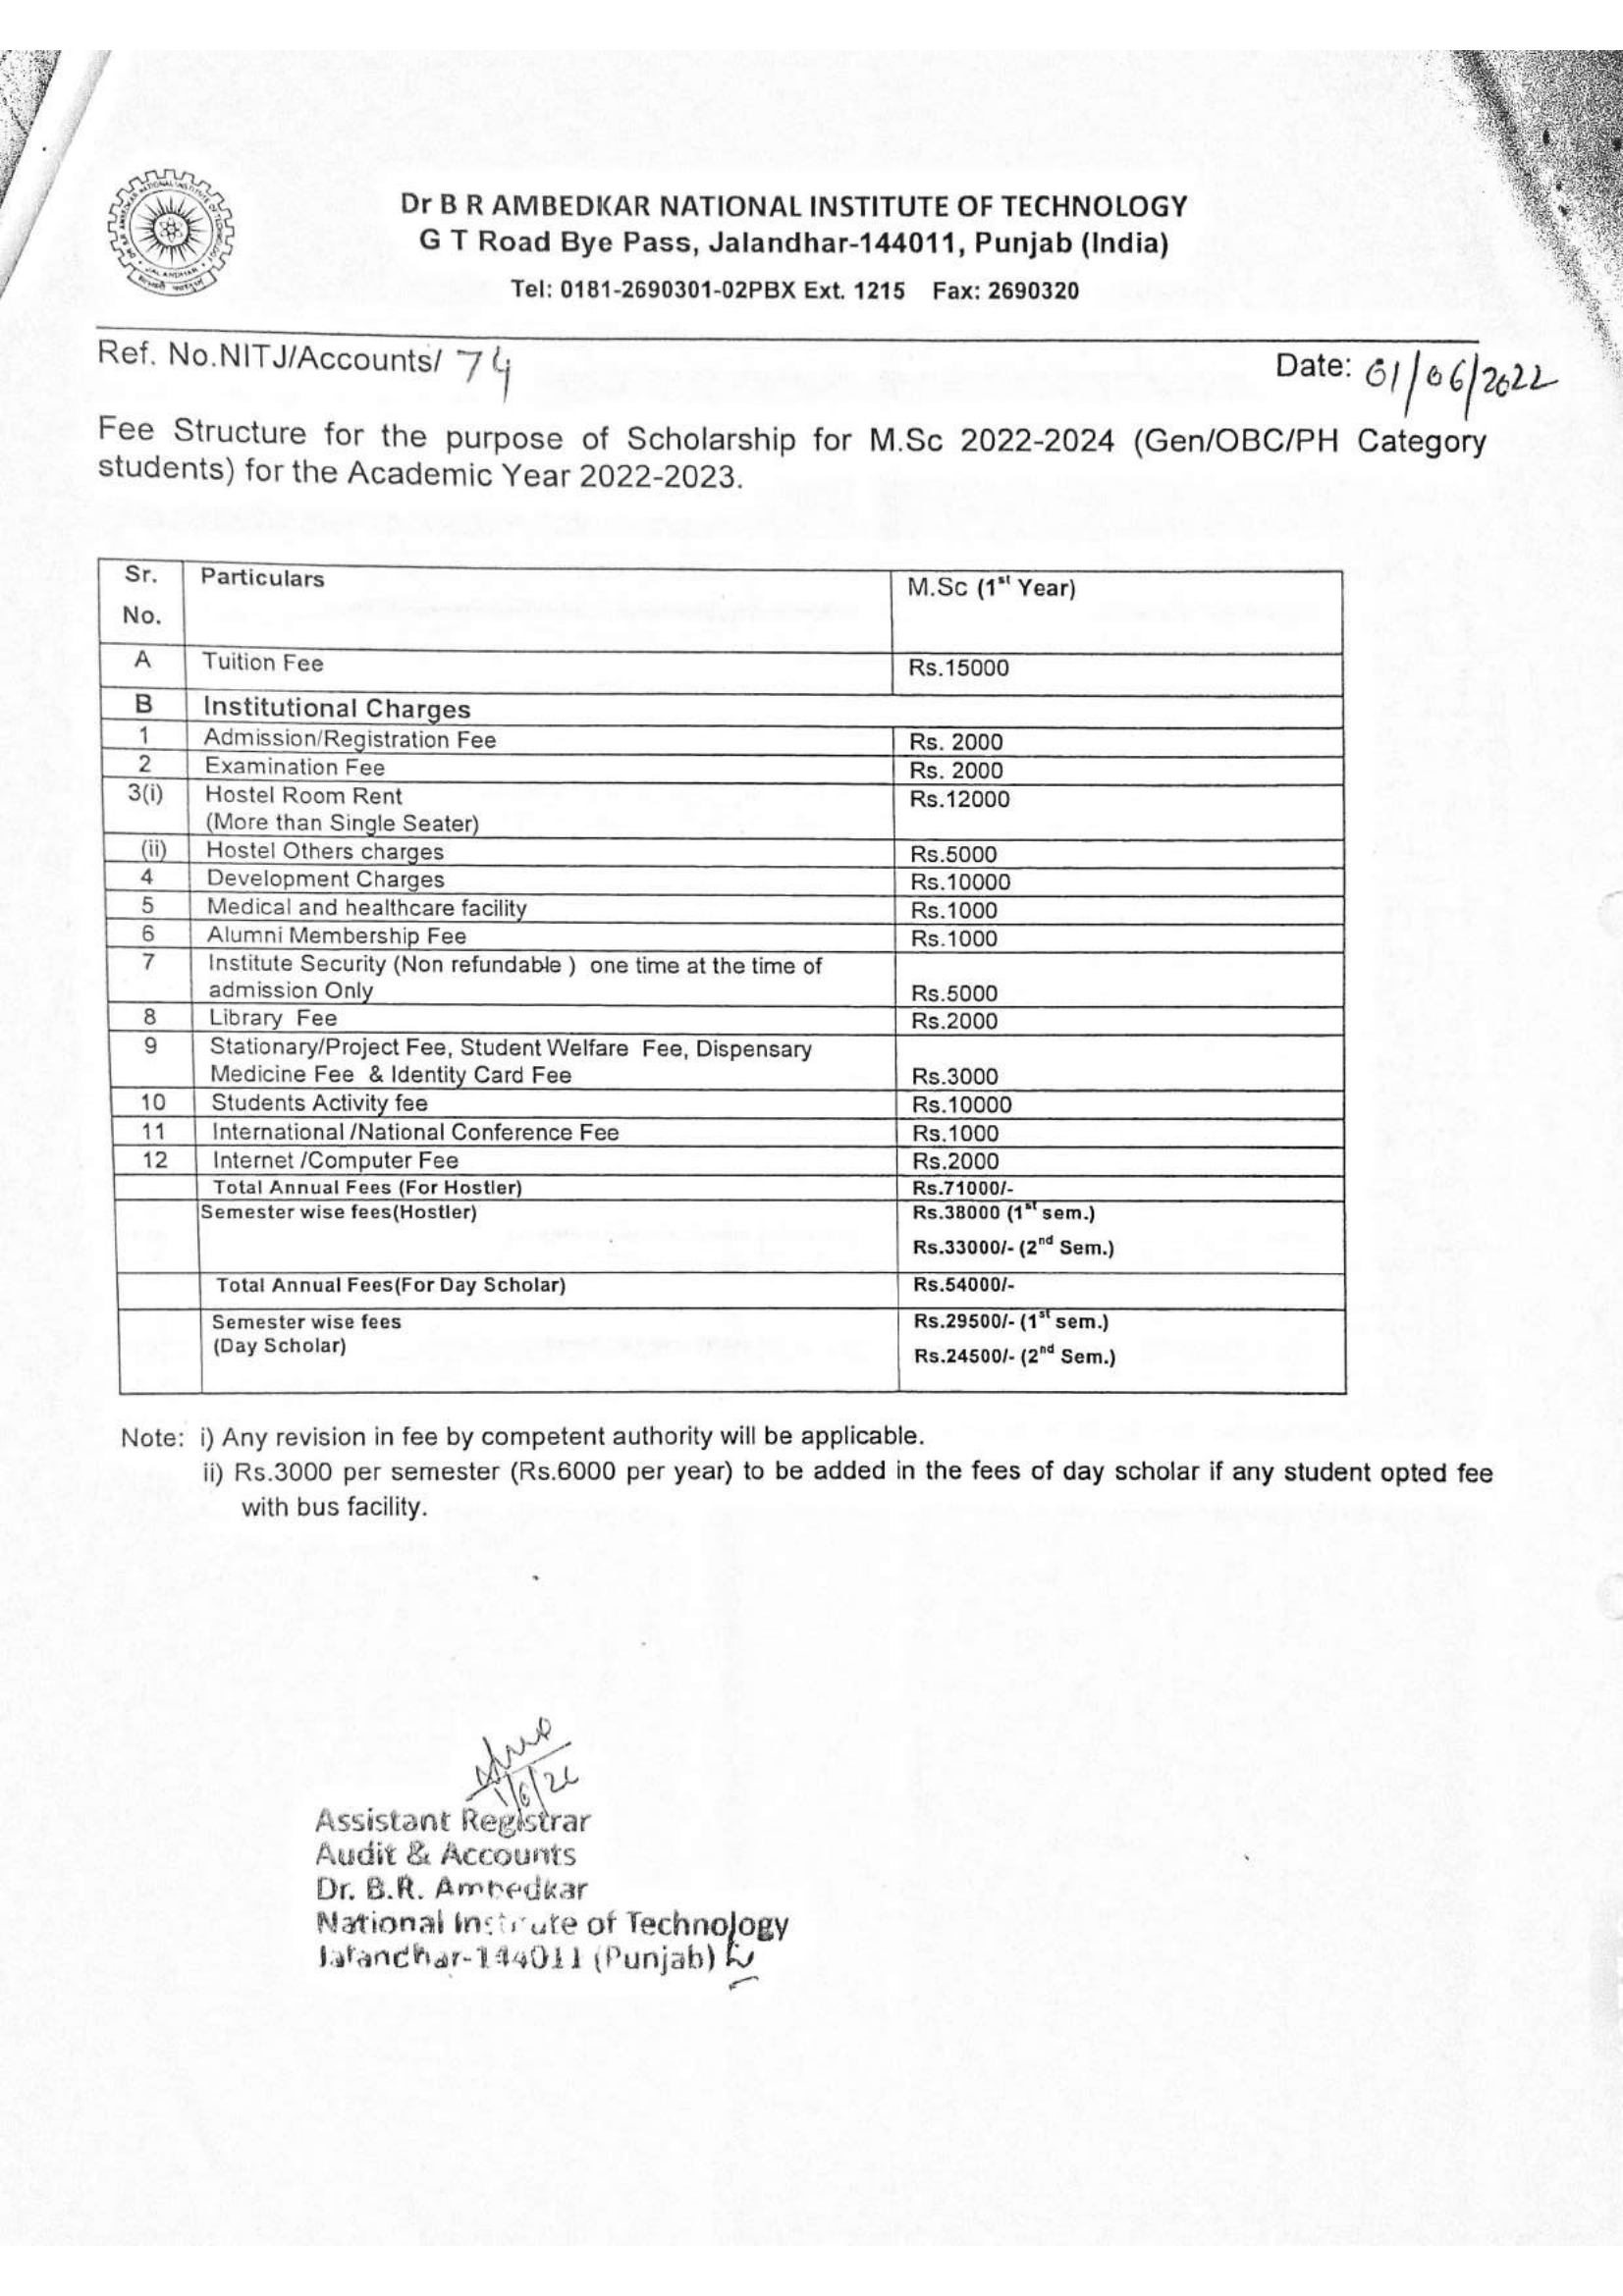 Dr B R AMBEDKAR NATIONAL INSTITUTE OF TECHNOLOGY
G T Road Bye Pass, Jalandhar-144011, Punjab (India)
Tel: 0181-2690301-02PBX Ext. 1215 Fax: 2690320
Ref. No.NITJ/Accounts/ 74 Date: 01/06/2022
Fee Structure for the purpose of Scholarship for M.Sc 2022-2024 (Gen/OBC/PH Category
students) for the Academic Year 2022-2023.
Sr. No. Particulars M.Sc (1st Year)
A Tuition Fee Rs.15000
B Institutional Charges
1 Admission/Registration Fee Rs. 2000
2 Examination Fee Rs. 2000
3(i) Hostel Room Rent Rs.12000
(More than Single Seater)
(ii) Hostel Others charges Rs.5000
4 Development Charges Rs.10000
5 Medical and healthcare facility Rs.1000
6 Alumni Membership Fee Rs.1000
7 Institute Security (Non refundable ) one time at the time of
admission Only Rs.5000
8 Library Fee Rs.2000
9 Stationary/Project Fee, Student Welfare Fee, Dispensary
Medicine Fee & Identity Card Fee Rs.3000
10 Students Activity fee Rs.10000
11 International /National Conference Fee Rs.1000
12 Internet /Computer Fee Rs.2000
Total Annual Fees (For Hostler) Rs.71000/-
Semester wise fees(Hostler) Rs.38000 (1st sem.)
Rs.33000/- (2nd Sem.)
Total Annual Fees(For Day Scholar) Rs.54000/-
Semester wise fees Rs.29500/- (1st sem.)
(Day Scholar) Rs.24500/- (2nd Sem.)
Note: i) Any revision in fee by competent authority will be applicable.
ii) Rs.3000 per semester (Rs.6000 per year) to be added in the fees of day scholar if any student opted fee
with bus facility.
Assistant Registrar
Audit & Accounts
Dr. B.R. Ambedkar
National Institute of Technology
Jalandhar-144011 (Punjab)